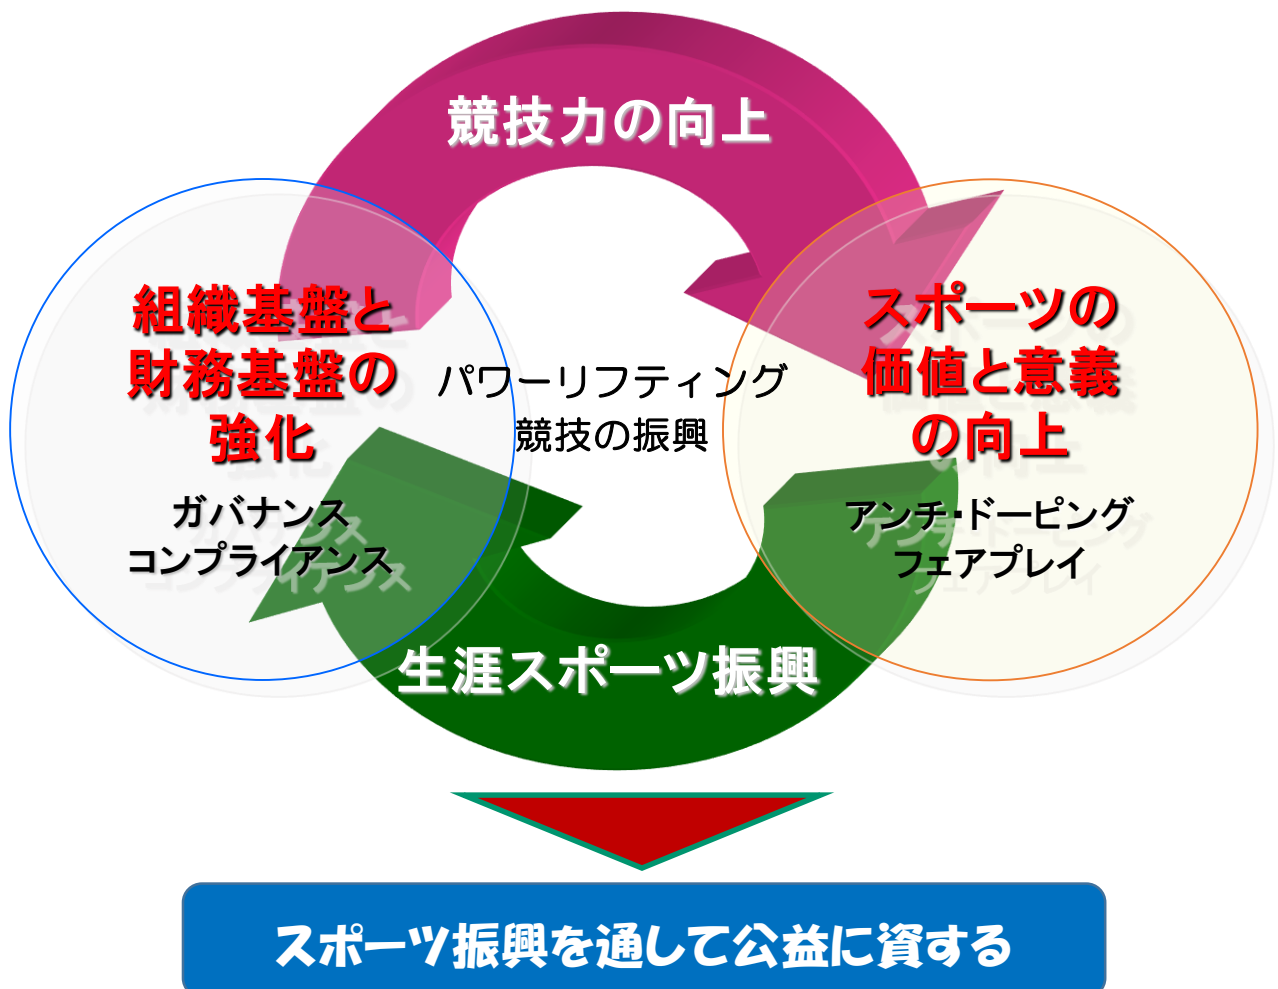 競技力の向上
組織基盤と
財務基盤の
強化
ガバナンス
コンプライアンス
パワーリフティング
競技の振興
スポーツの
価値と意義
の向上
アンチ・ドーピング
フェアプレイ
生涯スポーツ振興
スポーツ振興を通して公益に資する